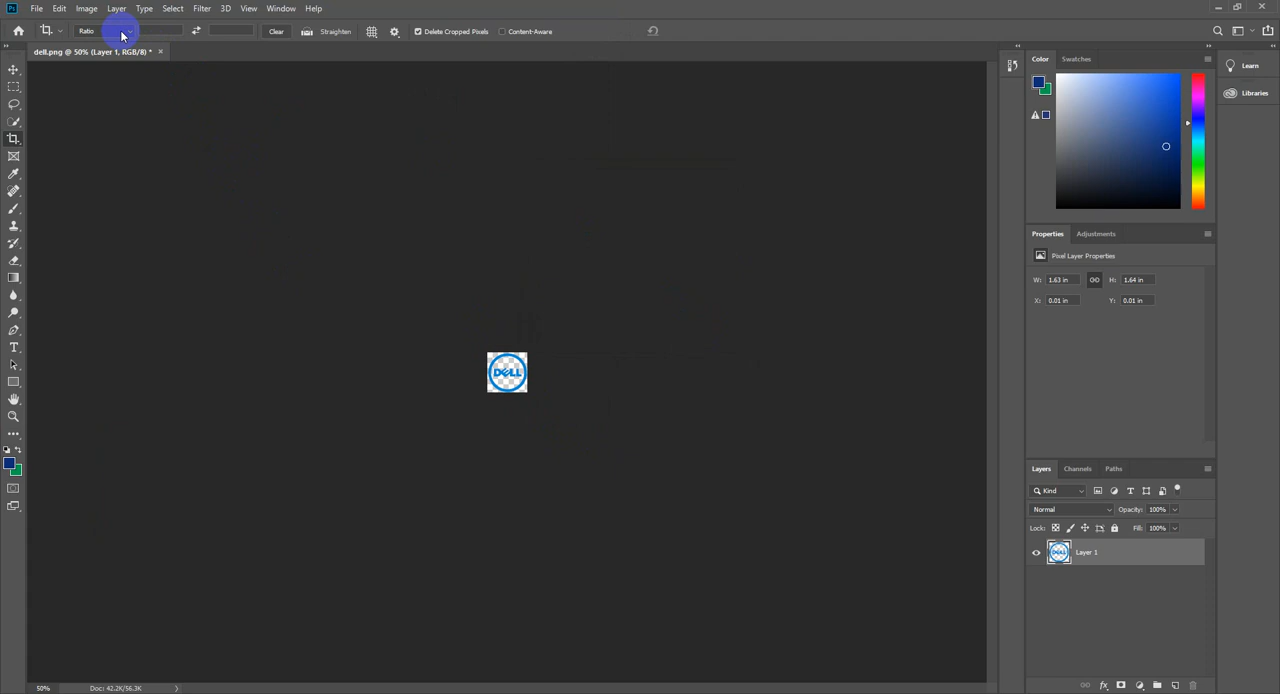 Ps File Edit Image Layer Type Select Filter 3D View Window Help
Ratio Clear Straighten Delete Cropped Pixels Content-Aware
dell.png @ 50% (Layer 1, RGB/8) *
Color Swatches
Learn
Libraries
Properties Adjustments
Pixel Layer Properties
W: 1.63 in H: 1.64 in
X: 0.01 in Y: 0.01 in
DELL
Layers Channels Paths
Kind
Normal Opacity: 100%
Lock: Fill: 100%
Layer 1
50% Doc: 42.2K/56.3K